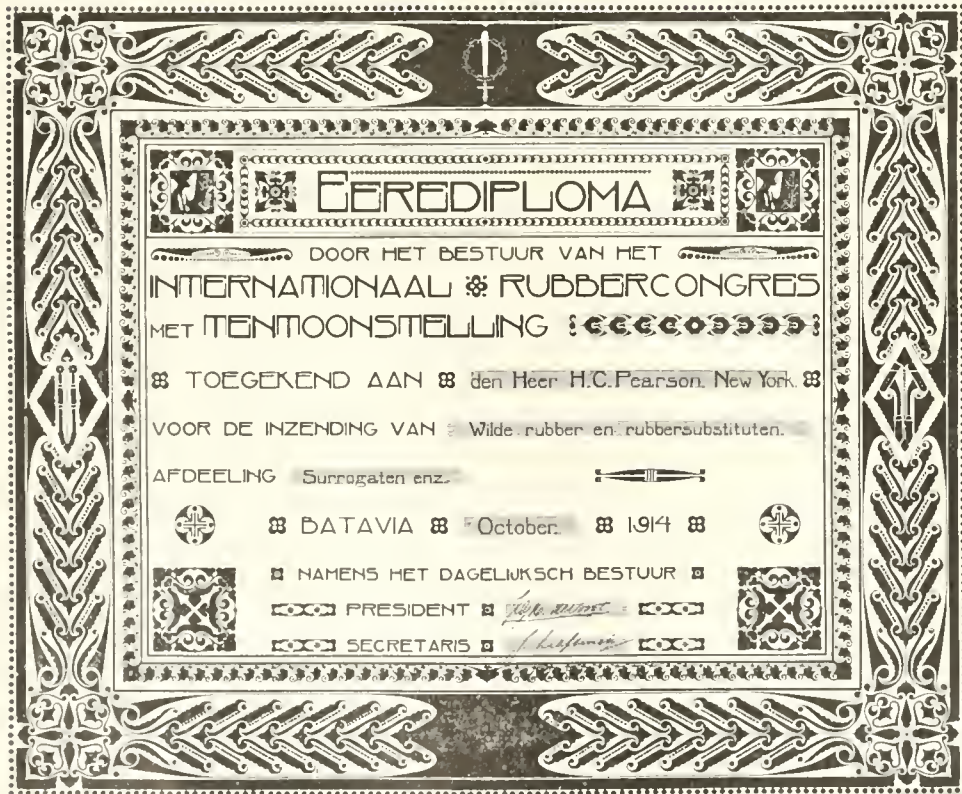 EEREDIPLOMA
DOOR HET BESTUUR VAN HET
INTERNATIONAAL RUBBERCONGRES
MET TENTOONSTELLING
TOEGEKEND AAN den Heer H.C. Pearson. New York.
VOOR DE INZENDING VAN Wilde rubber en rubbersubstituten.
AFDEELING Surrogaten enz.
BATAVIA October. 1914
NAMENS HET DAGELIJKSCH BESTUUR
PRESIDENT
SECRETARIS